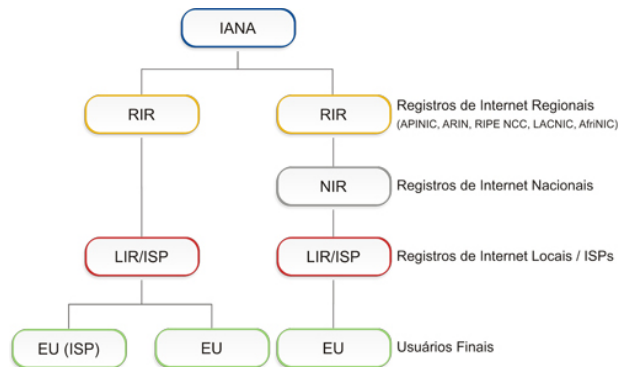 IANA
RIR
RIR
Registros de Internet Regionais
(APINIC, ARIN, RIPE NCC, LACNIC, AfriNIC)
NIR
Registros de Internet Nacionais
LIR/ISP
LIR/ISP
Registros de Internet Locais / ISPs
EU (ISP)
EU
EU
Usuários Finais